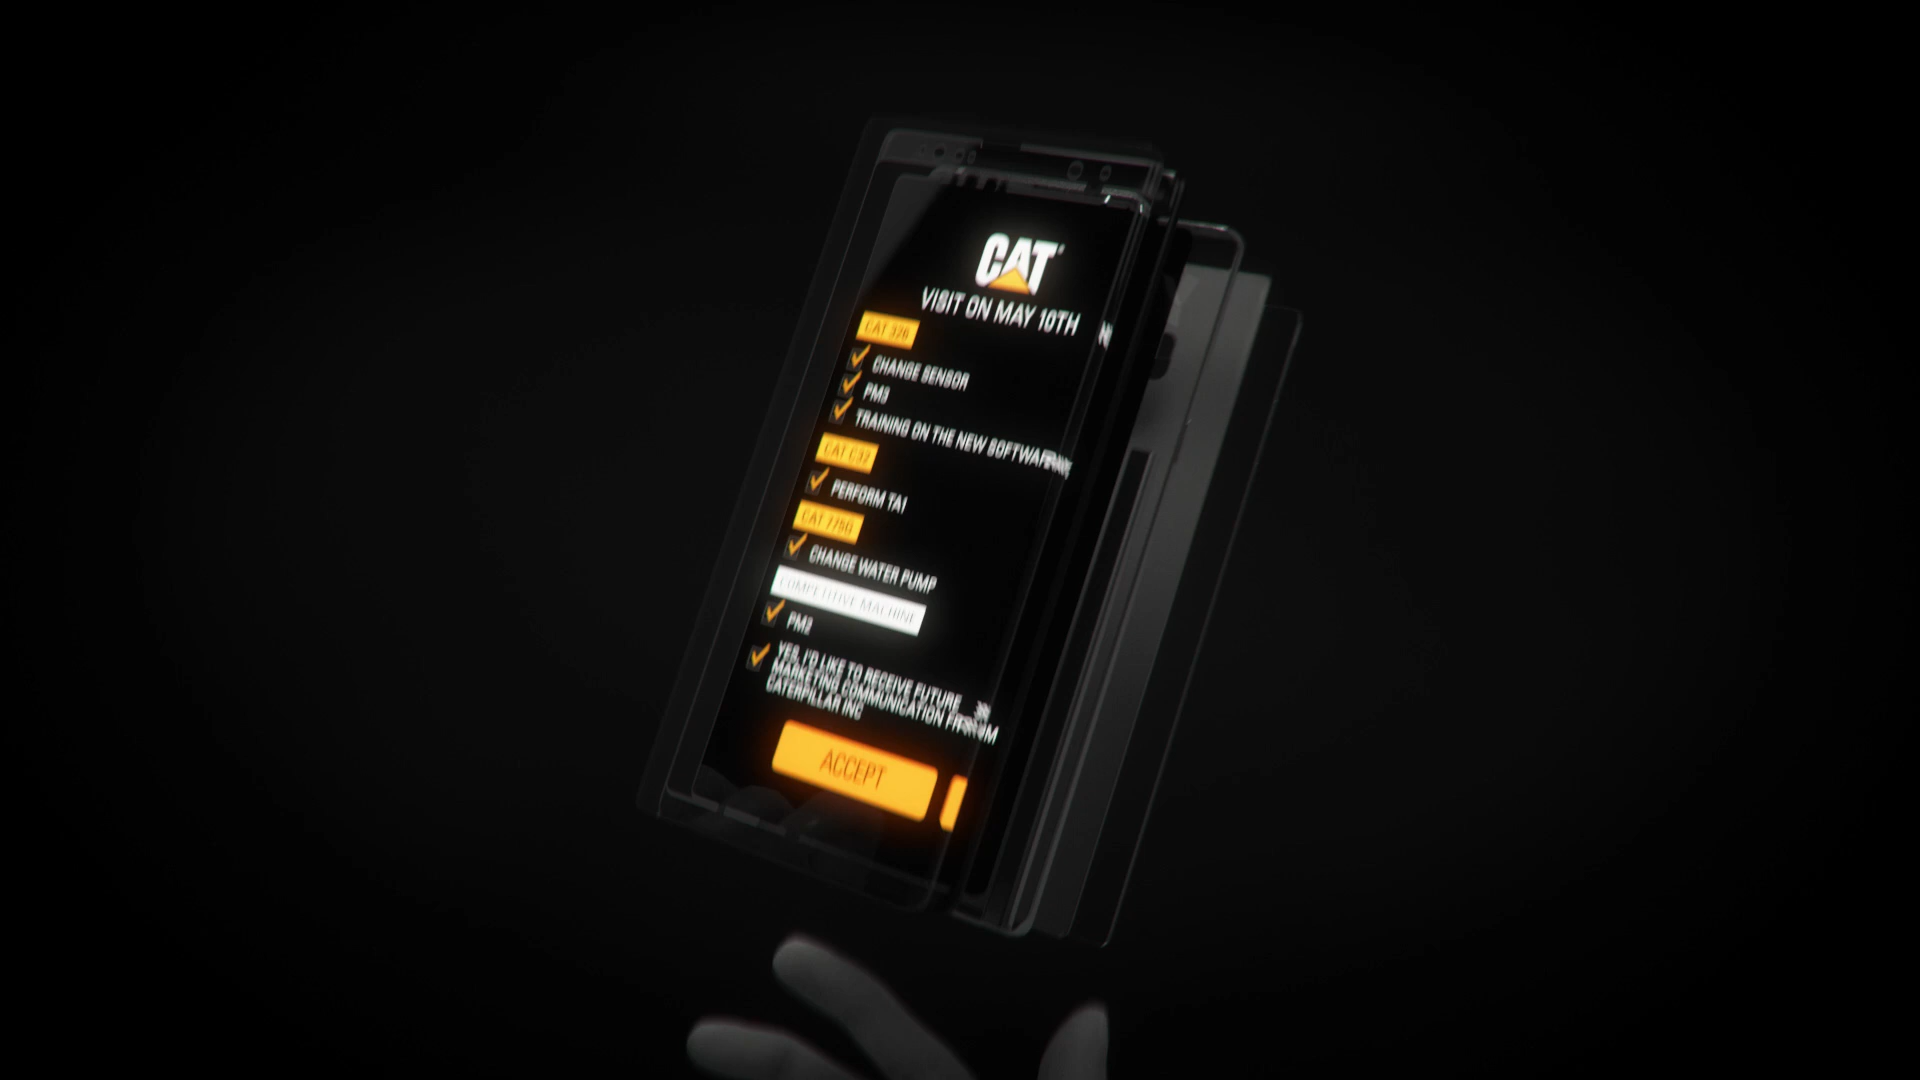 CAT
VISIT ON MAY 10TH
CAT 326
CHANGE SENSOR
PM3
TRAINING ON THE NEW SOFTWARE
CAT C32
PERFORM TA1
CAT 775G
CHANGE WATER PUMP
COMPETITIVE MACHINE
PM2
YES, I'D LIKE TO RECEIVE FUTURE
MARKETING COMMUNICATION FROM
CATERPILLAR INC
ACCEPT